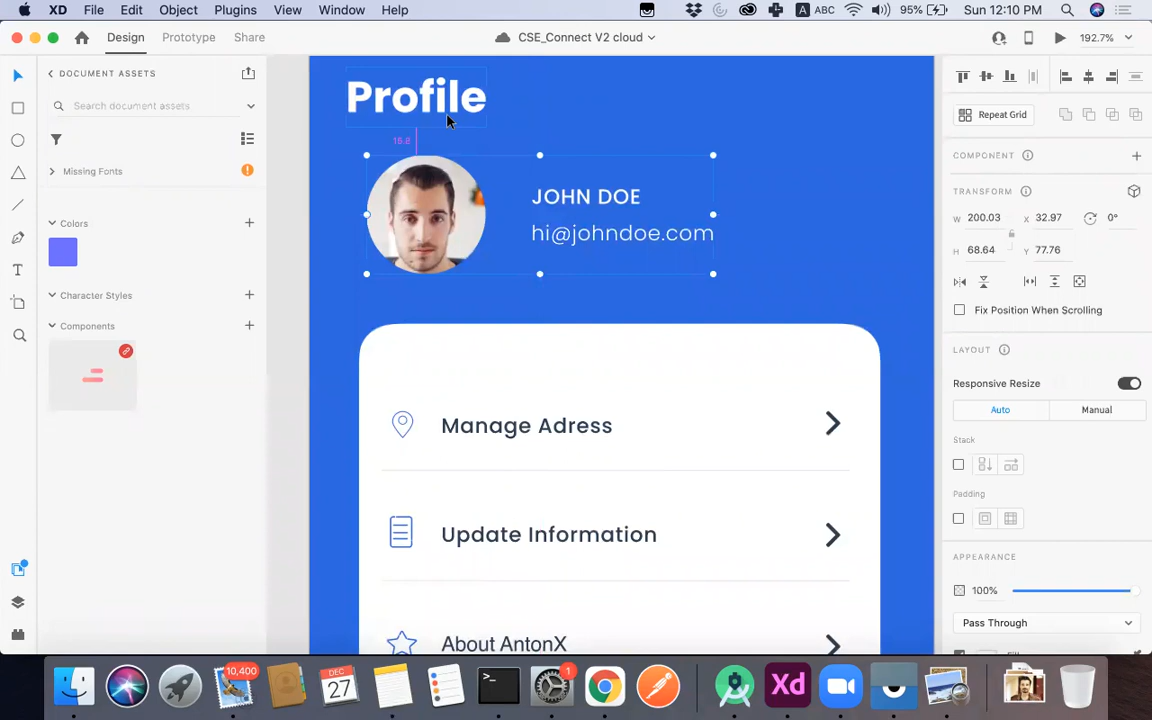 XD File Edit Object Plugins View Window Help A ABC 95% Sun 12:10 PM
Design Prototype Share CSE_Connect V2 cloud 192.7%
DOCUMENT ASSETS
Search document assets
Missing Fonts
Colors
Character Styles
Components
Profile
15.2
JOHN DOE
hi@johndoe.com
Manage Adress
Update Information
About AntonX
Repeat Grid
COMPONENT
TRANSFORM
W 200.03 X 32.97 0°
H 68.64 Y 77.76
Fix Position When Scrolling
LAYOUT
Responsive Resize
Auto Manual
Stack
Padding
APPEARANCE
100%
Pass Through
10,400
DEC
27
1
Xd